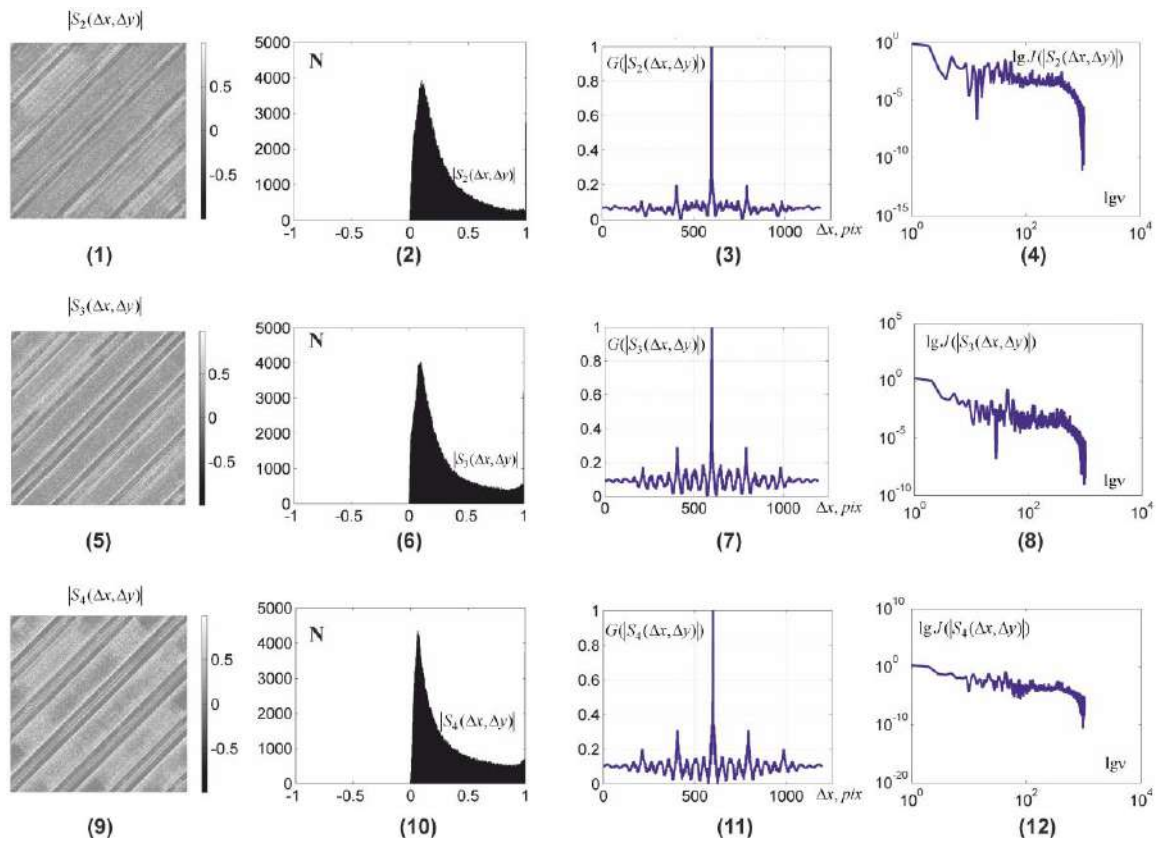 |S₂(Δx,Δy)|
0.5
0
-0.5
(1)
5000
4000
3000
2000
1000
0
N
|S₂(Δx,Δy)|
-1 -0.5 0 0.5 1
(2)
1
0.8
0.6
0.4
0.2
0
G(|S₂(Δx,Δy)|)
0 500 1000 Δx, pix
(3)
10⁰
10⁻⁵
10⁻¹⁰
10⁻¹⁵
lgJ(|S₂(Δx,Δy)|)
lgν
10⁰ 10² 10⁴
(4)
|S₃(Δx,Δy)|
0.5
0
-0.5
(5)
5000
4000
3000
2000
1000
0
N
|S₃(Δx,Δy)|
-1 -0.5 0 0.5 1
(6)
1
0.8
0.6
0.4
0.2
0
G(|S₃(Δx,Δy)|)
0 500 1000 Δx, pix
(7)
10⁵
10⁰
10⁻⁵
10⁻¹⁰
lgJ(|S₃(Δx,Δy)|)
lgν
10⁰ 10² 10⁴
(8)
|S₄(Δx,Δy)|
0.5
0
-0.5
(9)
5000
4000
3000
2000
1000
0
N
|S₄(Δx,Δy)|
-1 -0.5 0 0.5 1
(10)
1
0.8
0.6
0.4
0.2
0
G(|S₄(Δx,Δy)|)
0 500 1000 Δx, pix
(11)
10¹⁰
10⁰
10⁻¹⁰
10⁻²⁰
lgJ(|S₄(Δx,Δy)|)
lgν
10⁰ 10² 10⁴
(12)